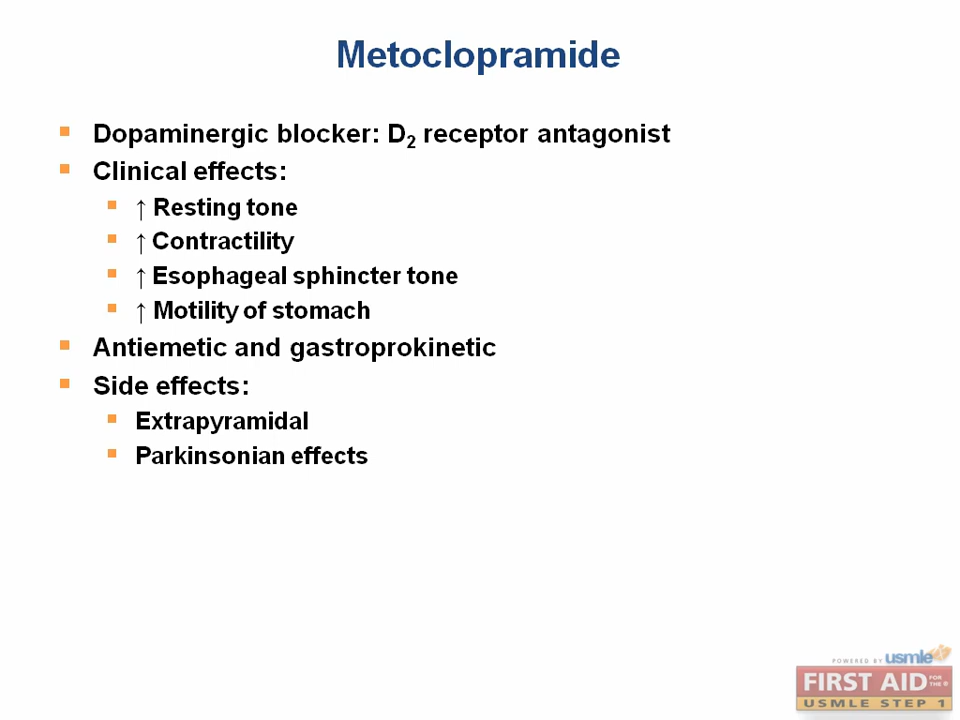 Metoclopramide
▪ Dopaminergic blocker: D₂ receptor antagonist
▪ Clinical effects:
▪ ↑ Resting tone
▪ ↑ Contractility
▪ ↑ Esophageal sphincter tone
▪ ↑ Motility of stomach
▪ Antiemetic and gastroprokinetic
▪ Side effects:
▪ Extrapyramidal
▪ Parkinsonian effects
POWERED BY usmle
FIRST AID FOR THE®
USMLE STEP 1